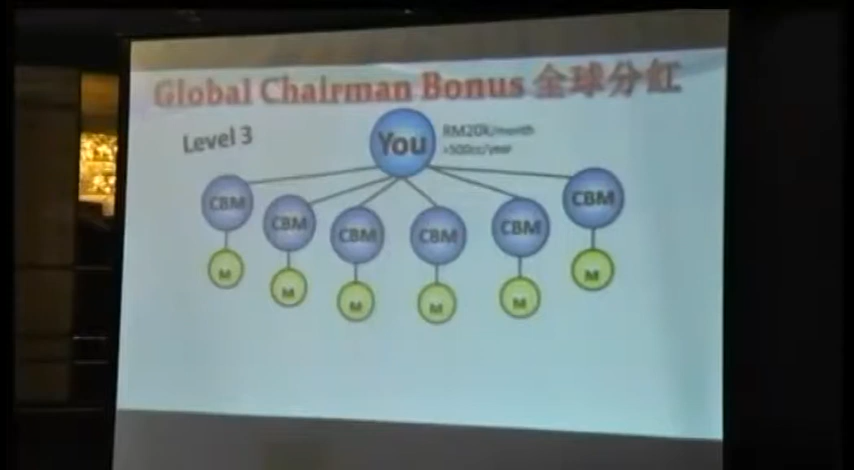 Global Chairman Bonus 全球分紅
Level 3
You
RM20k/month
>500cc/year
CBM
CBM
CBM
CBM
CBM
CBM
M
M
M
M
M
M